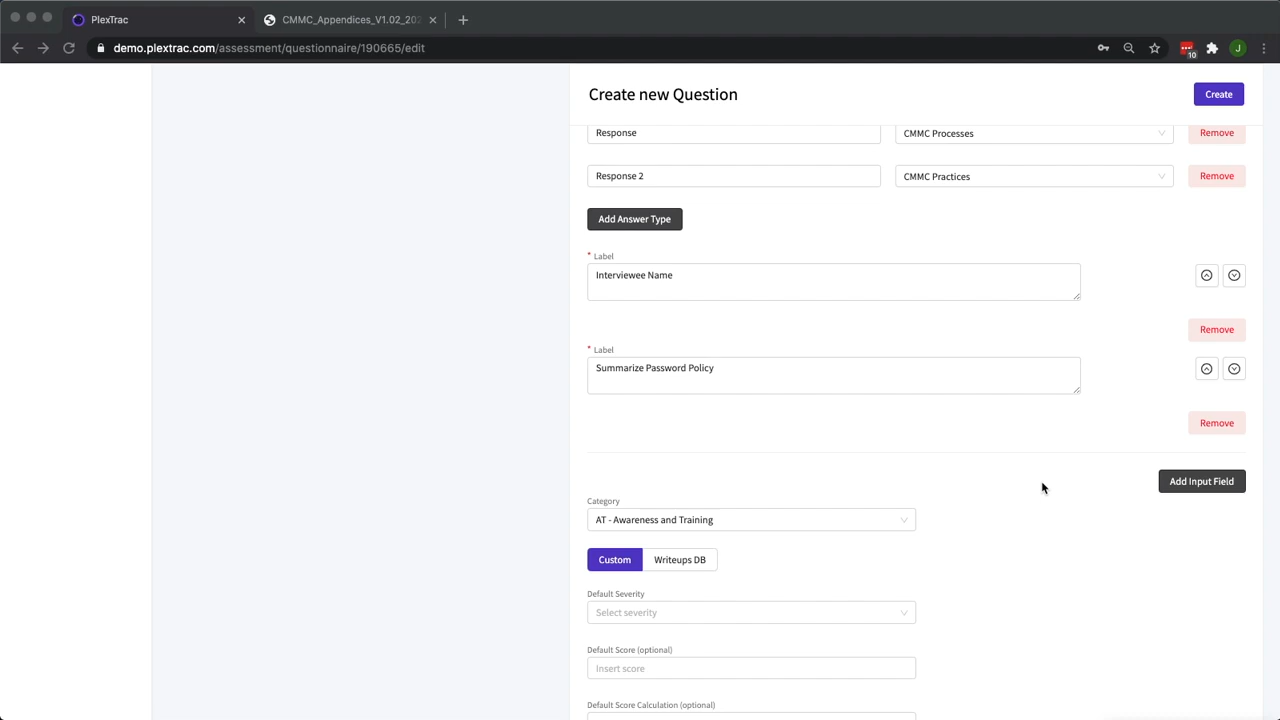 PlexTrac
CMMC_Appendices_V1.02_202
demo.plextrac.com/assessment/questionnaire/190665/edit
10
J
Create new Question
Create
Response
CMMC Processes
Remove
Response 2
CMMC Practices
Remove
Add Answer Type
* Label
Interviewee Name
Remove
* Label
Summarize Password Policy
Remove
Add Input Field
Category
AT - Awareness and Training
Custom
Writeups DB
Default Severity
Select severity
Default Score (optional)
Insert score
Default Score Calculation (optional)